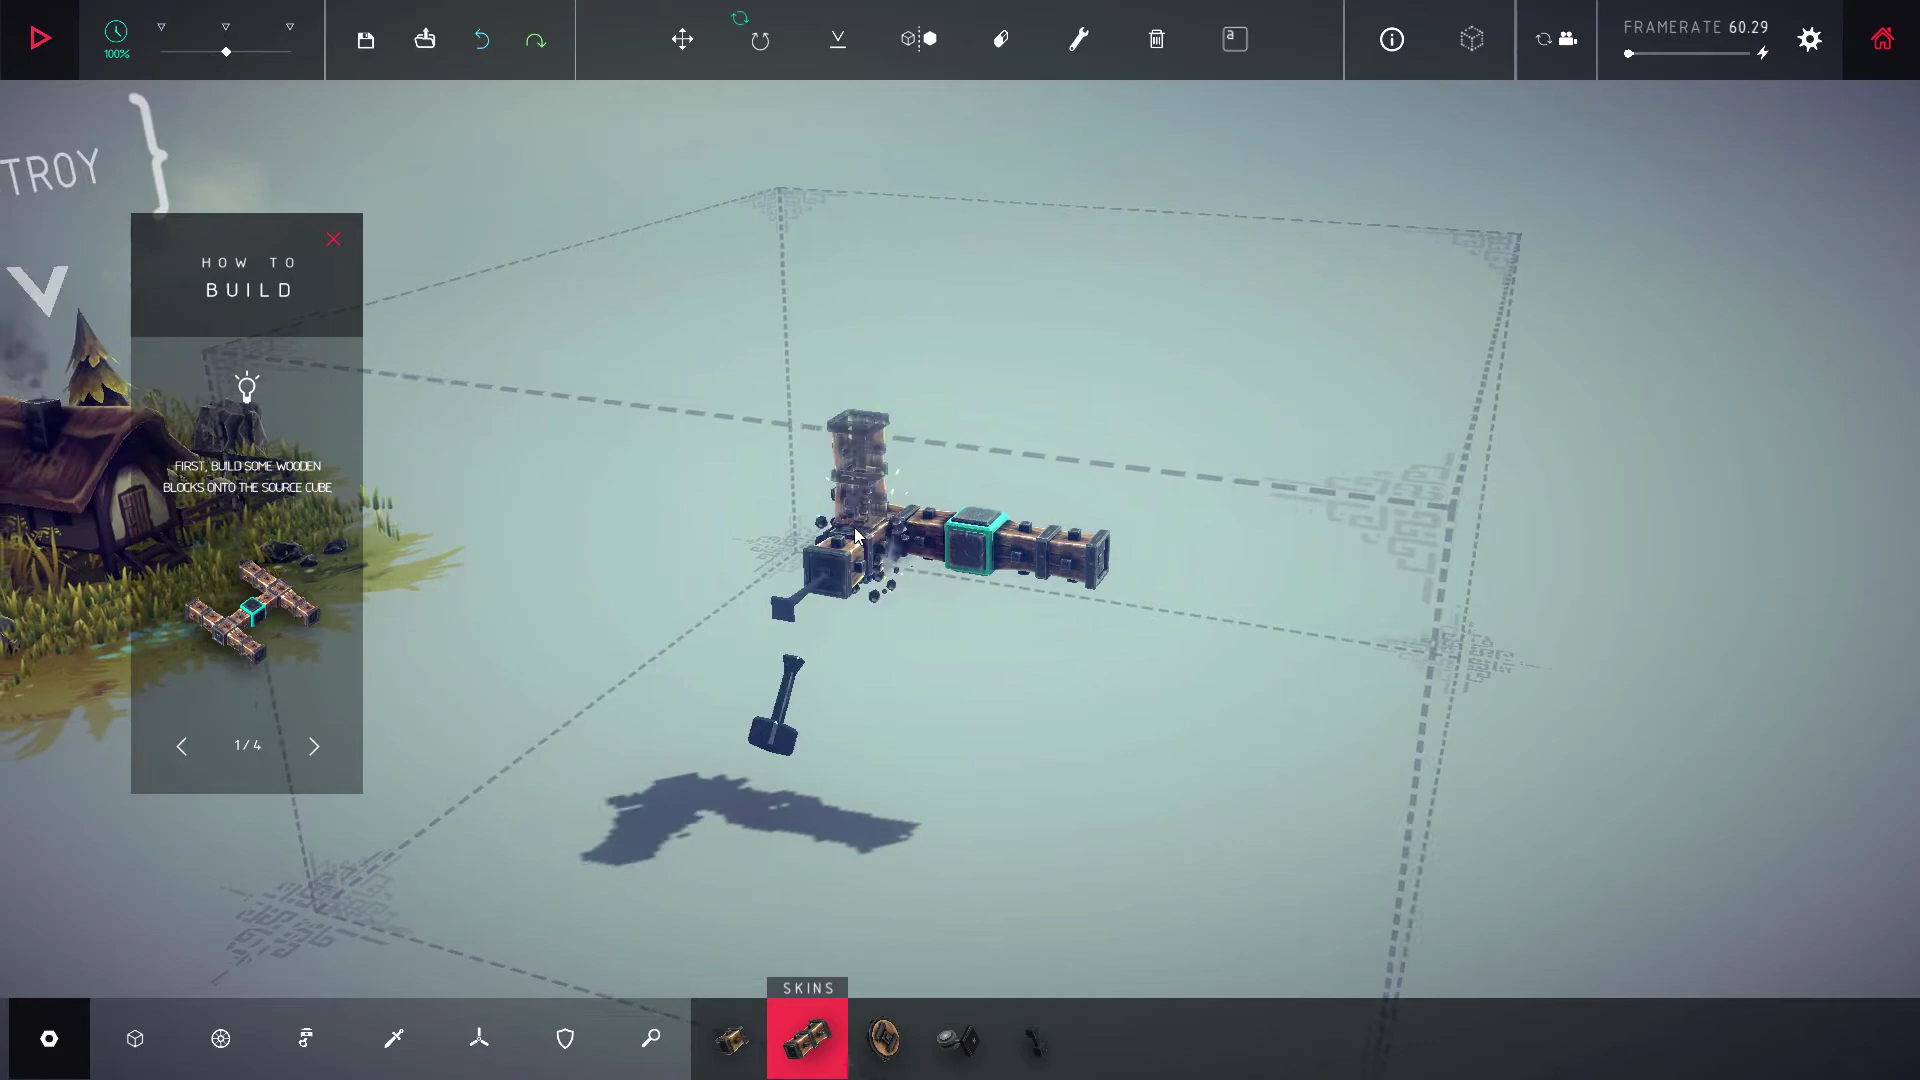 100%
a
FRAMERATE 60.29
TROY }
HOW TO
BUILD
FIRST, BUILD SOME WOODEN
BLOCKS ONTO THE SOURCE CUBE
1/4
SKINS